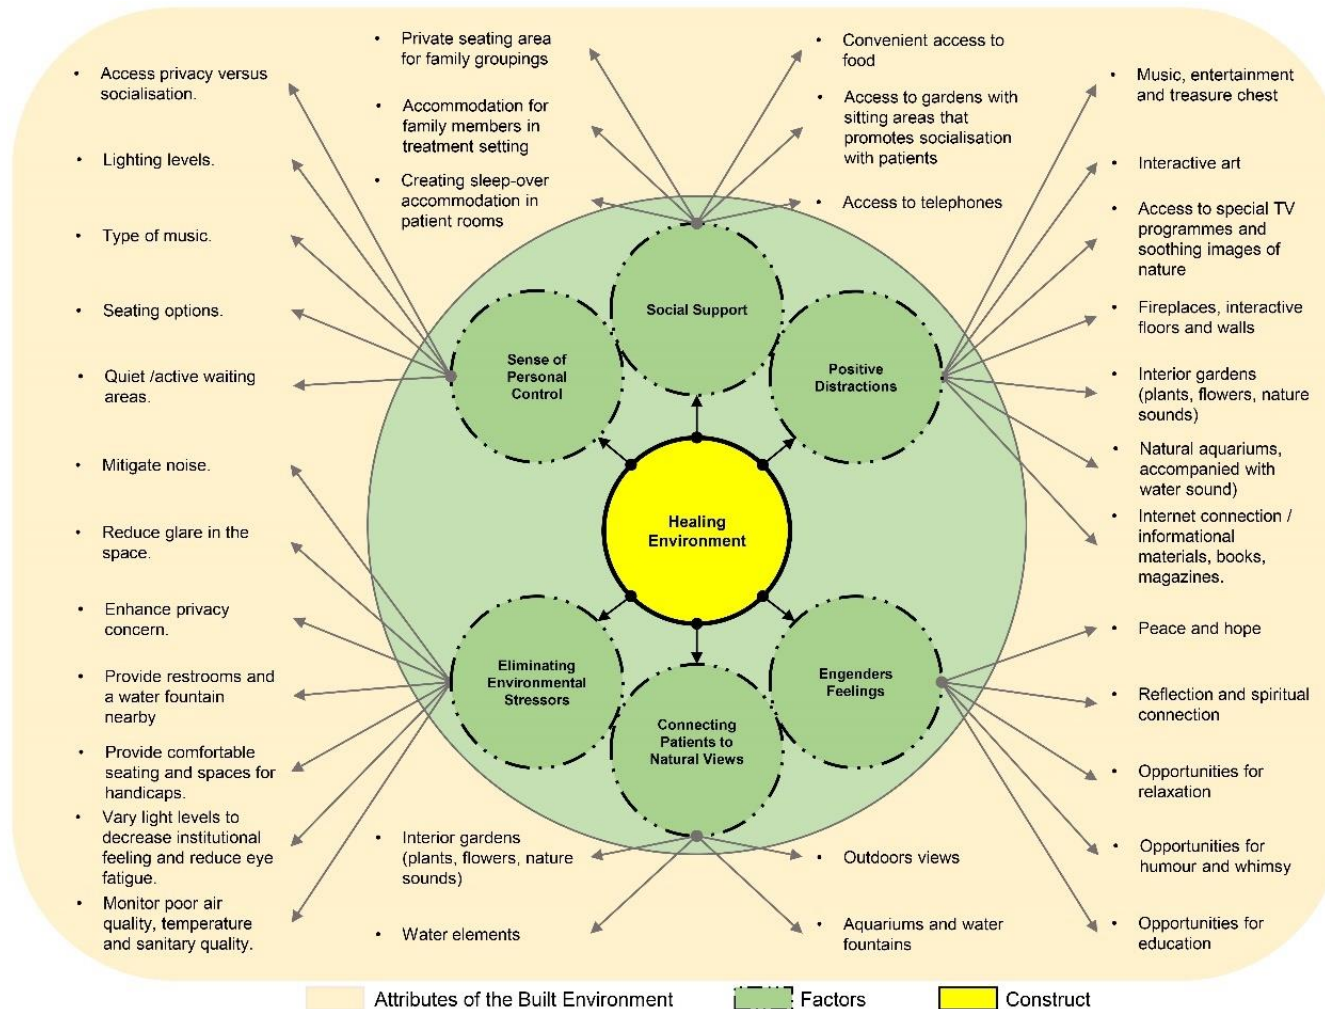 • Access privacy versus
socialisation.
• Lighting levels.
• Type of music.
• Seating options.
• Quiet /active waiting
areas.
• Mitigate noise.
• Reduce glare in the
space.
• Enhance privacy
concern.
• Provide restrooms and
a water fountain
nearby
• Provide comfortable
seating and spaces for
handicaps.
• Vary light levels to
decrease institutional
feeling and reduce eye
fatigue.
• Monitor poor air
quality, temperature
and sanitary quality.
• Private seating area
for family groupings
• Accommodation for
family members in
treatment setting
• Creating sleep-over
accommodation in
patient rooms
• Convenient access to
food
• Access to gardens with
sitting areas that
promotes socialisation
with patients
• Access to telephones
Social Support
Sense of
Personal
Control
Positive
Distractions
Healing
Environment
Eliminating
Environmental
Stressors
Connecting
Patients to
Natural Views
Engenders
Feelings
• Interior gardens
(plants, flowers, nature
sounds)
• Water elements
• Outdoors views
• Aquariums and water
fountains
• Music, entertainment
and treasure chest
• Interactive art
• Access to special TV
programmes and
soothing images of
nature
• Fireplaces, interactive
floors and walls
• Interior gardens
(plants, flowers, nature
sounds)
• Natural aquariums,
accompanied with
water sound)
• Internet connection /
informational
materials, books,
magazines.
• Peace and hope
• Reflection and spiritual
connection
• Opportunities for
relaxation
• Opportunities for
humour and whimsy
• Opportunities for
education
Attributes of the Built Environment
Factors
Construct